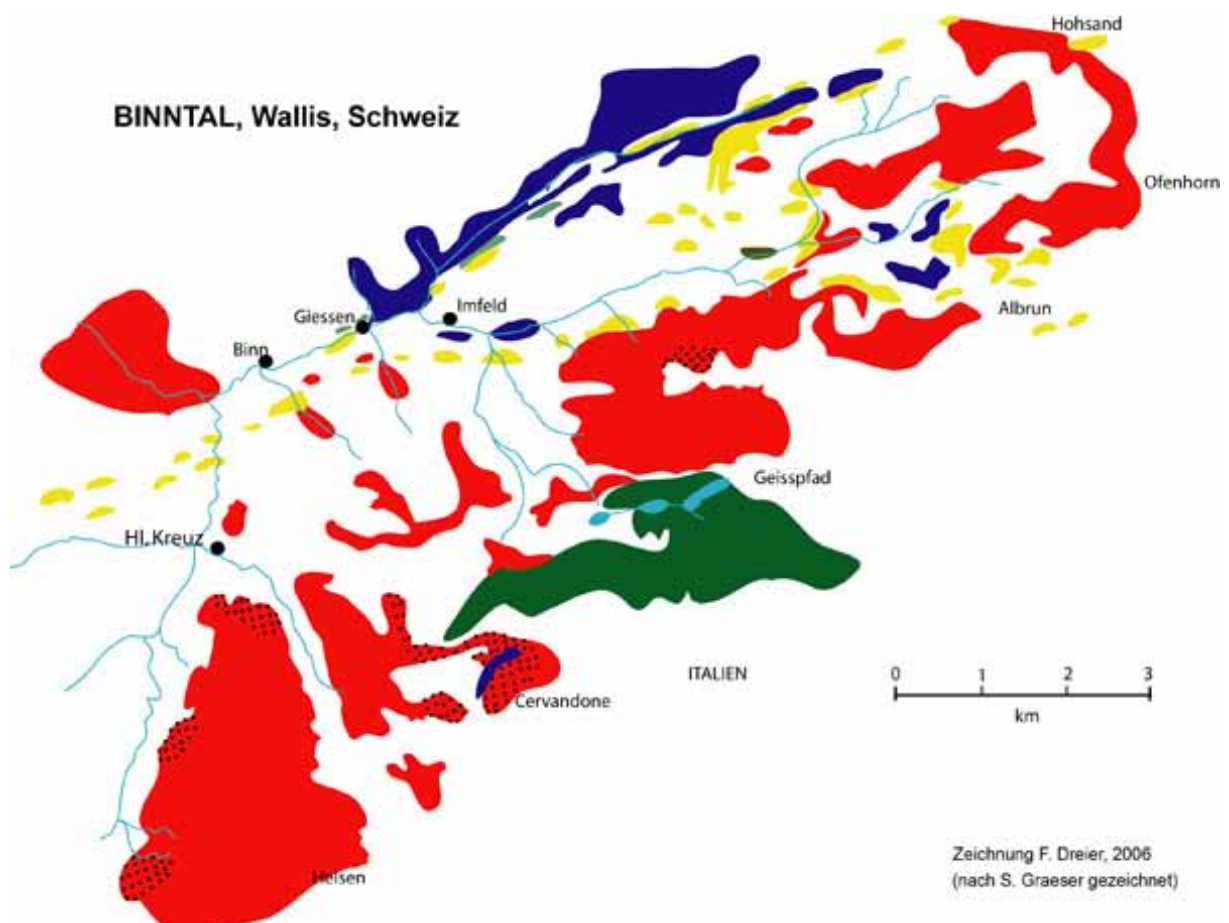 Hohsand
BINNTAL, Wallis, Schweiz
Ofenhorn
Imfeld
Giessen
Albrun
Binn
Geisspfad
Hl. Kreuz
ITALIEN
0 1 2 3
km
Cervandone
Helsen
Zeichnung F. Dreier, 2006
(nach S. Graeser gezeichnet)